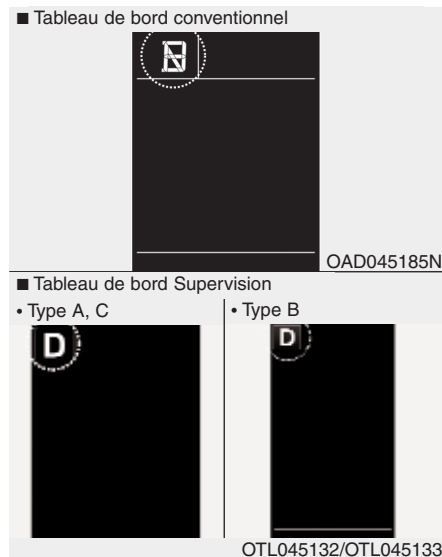 ■ Tableau de bord conventionnel
OAD045185N
■ Tableau de bord Supervision
• Type A, C
• Type B
D
D
OTL045132/OTL045133